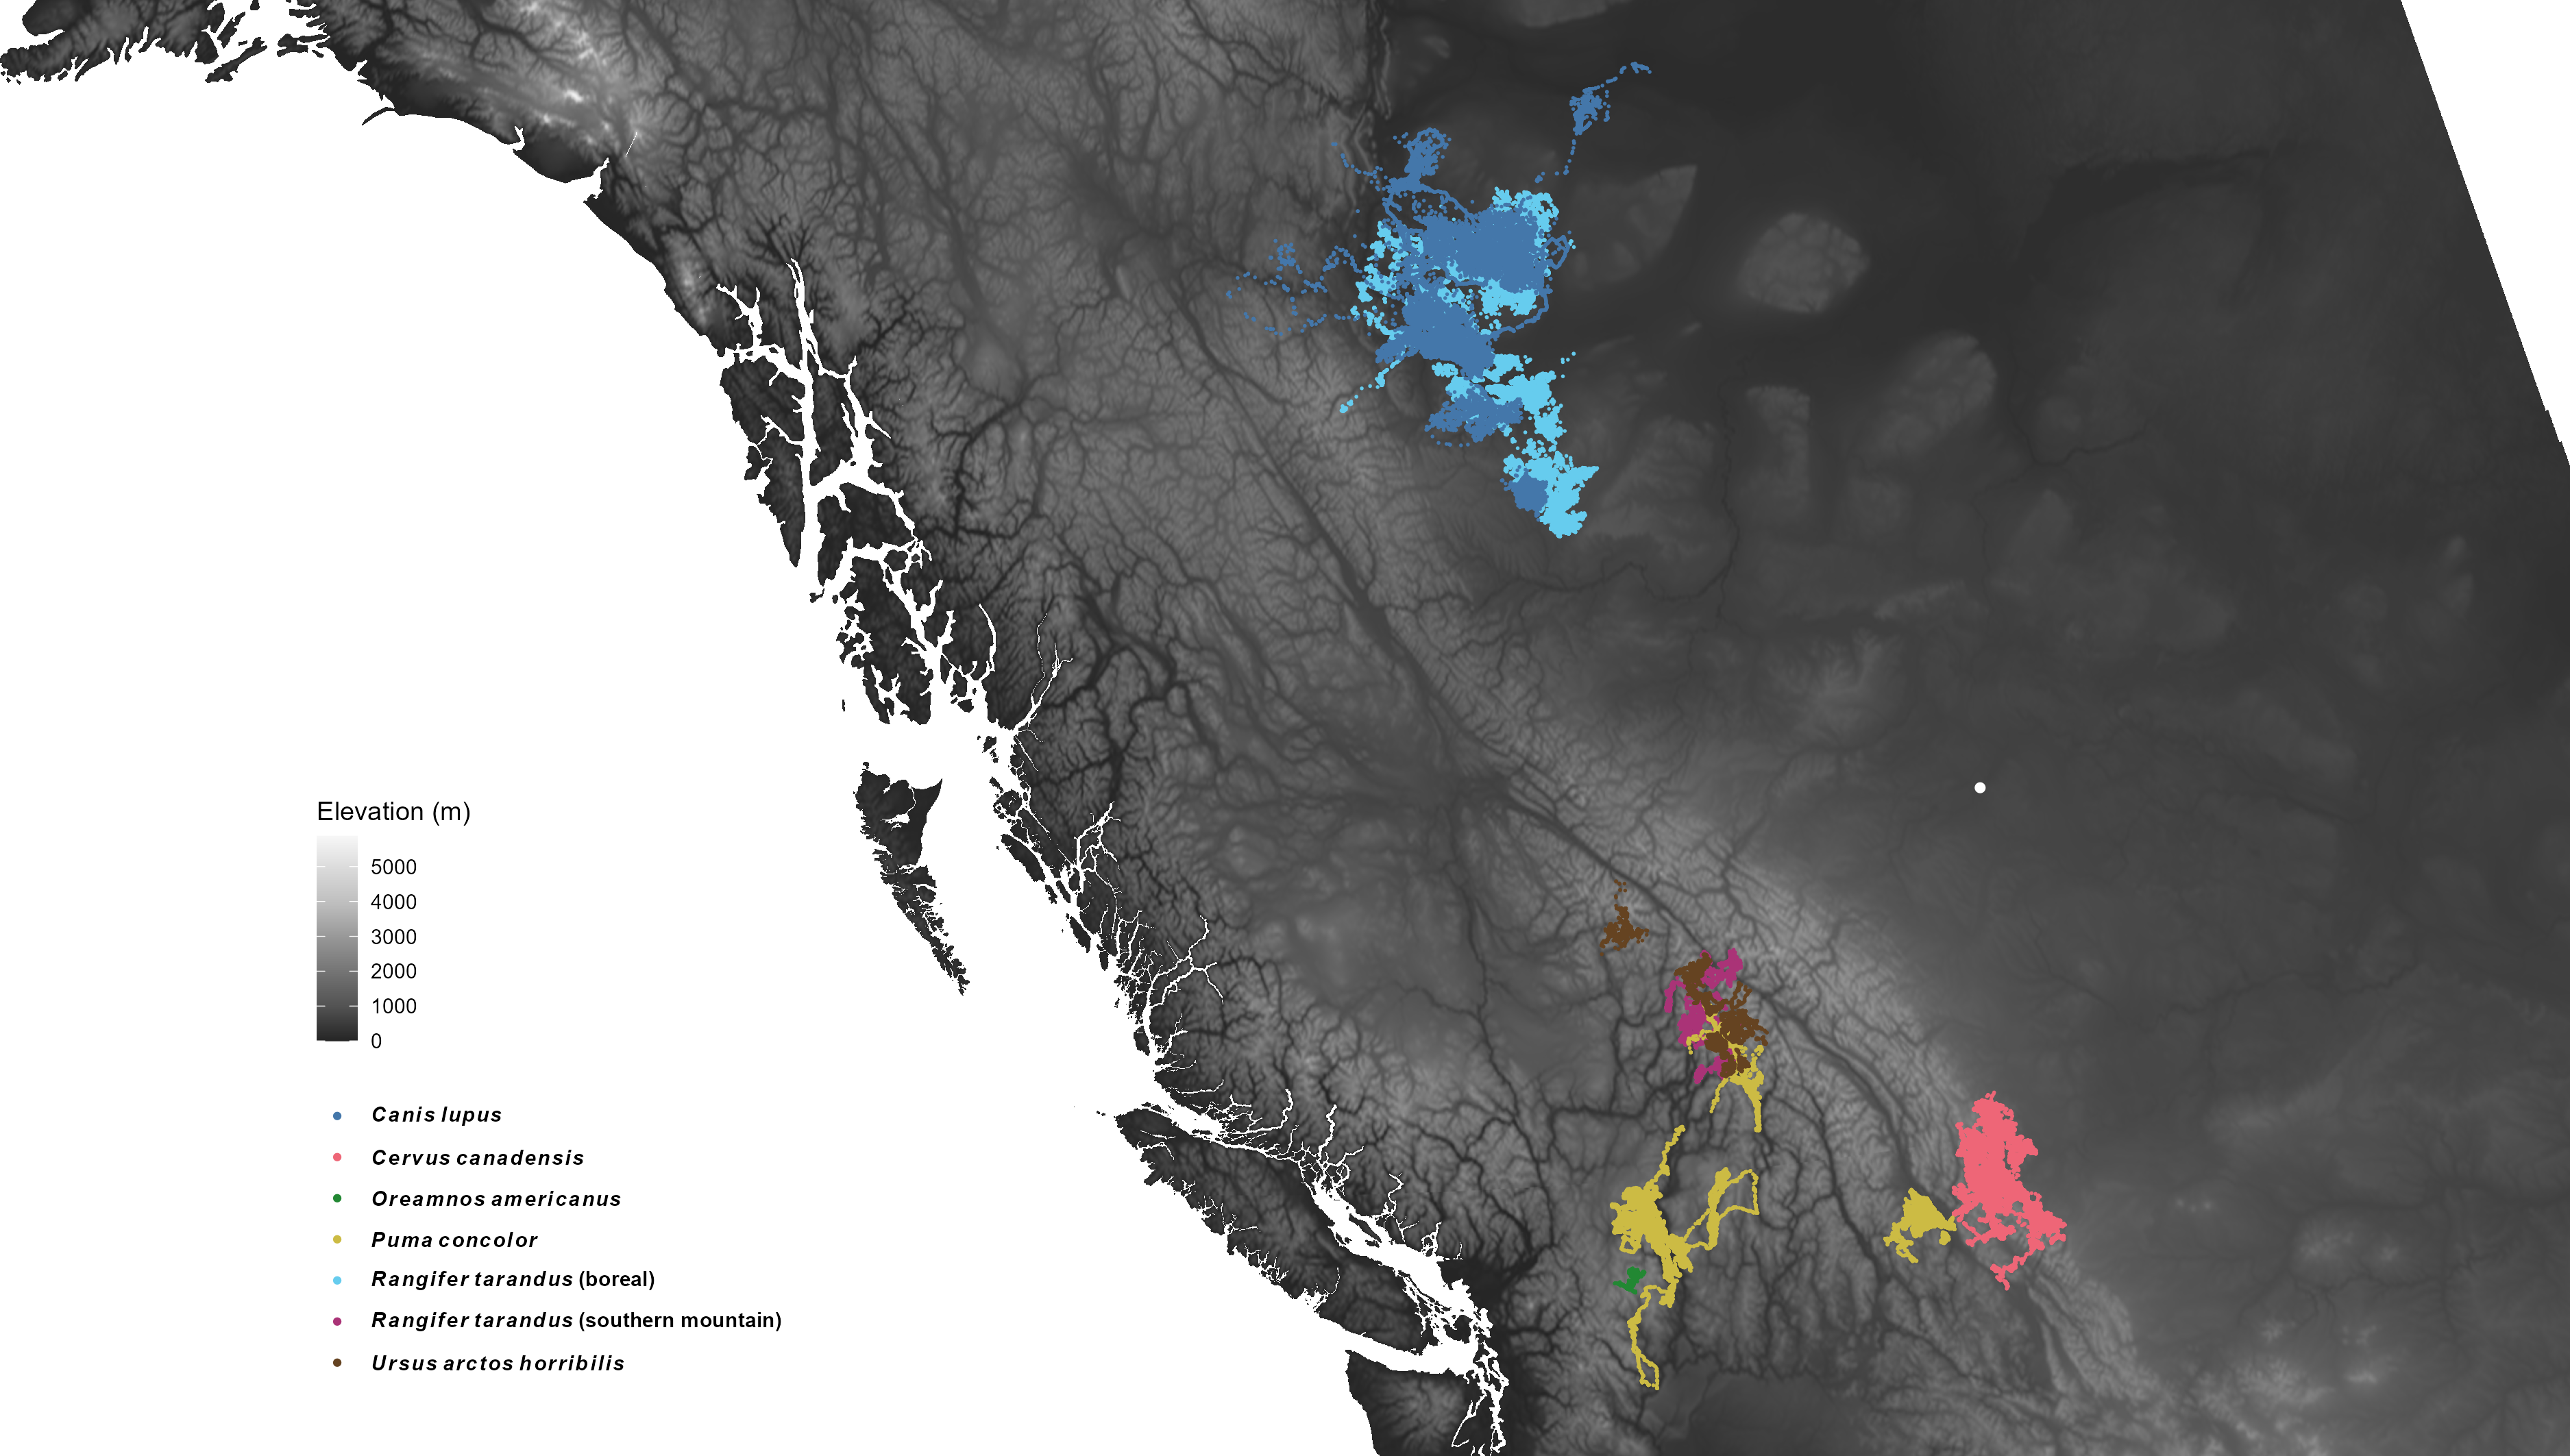 Elevation (m)
5000
4000
3000
2000
1000
0
Canis lupus
Cervus canadensis
Oreamnos americanus
Puma concolor
Rangifer tarandus (boreal)
Rangifer tarandus (southern mountain)
Ursus arctos horribilis